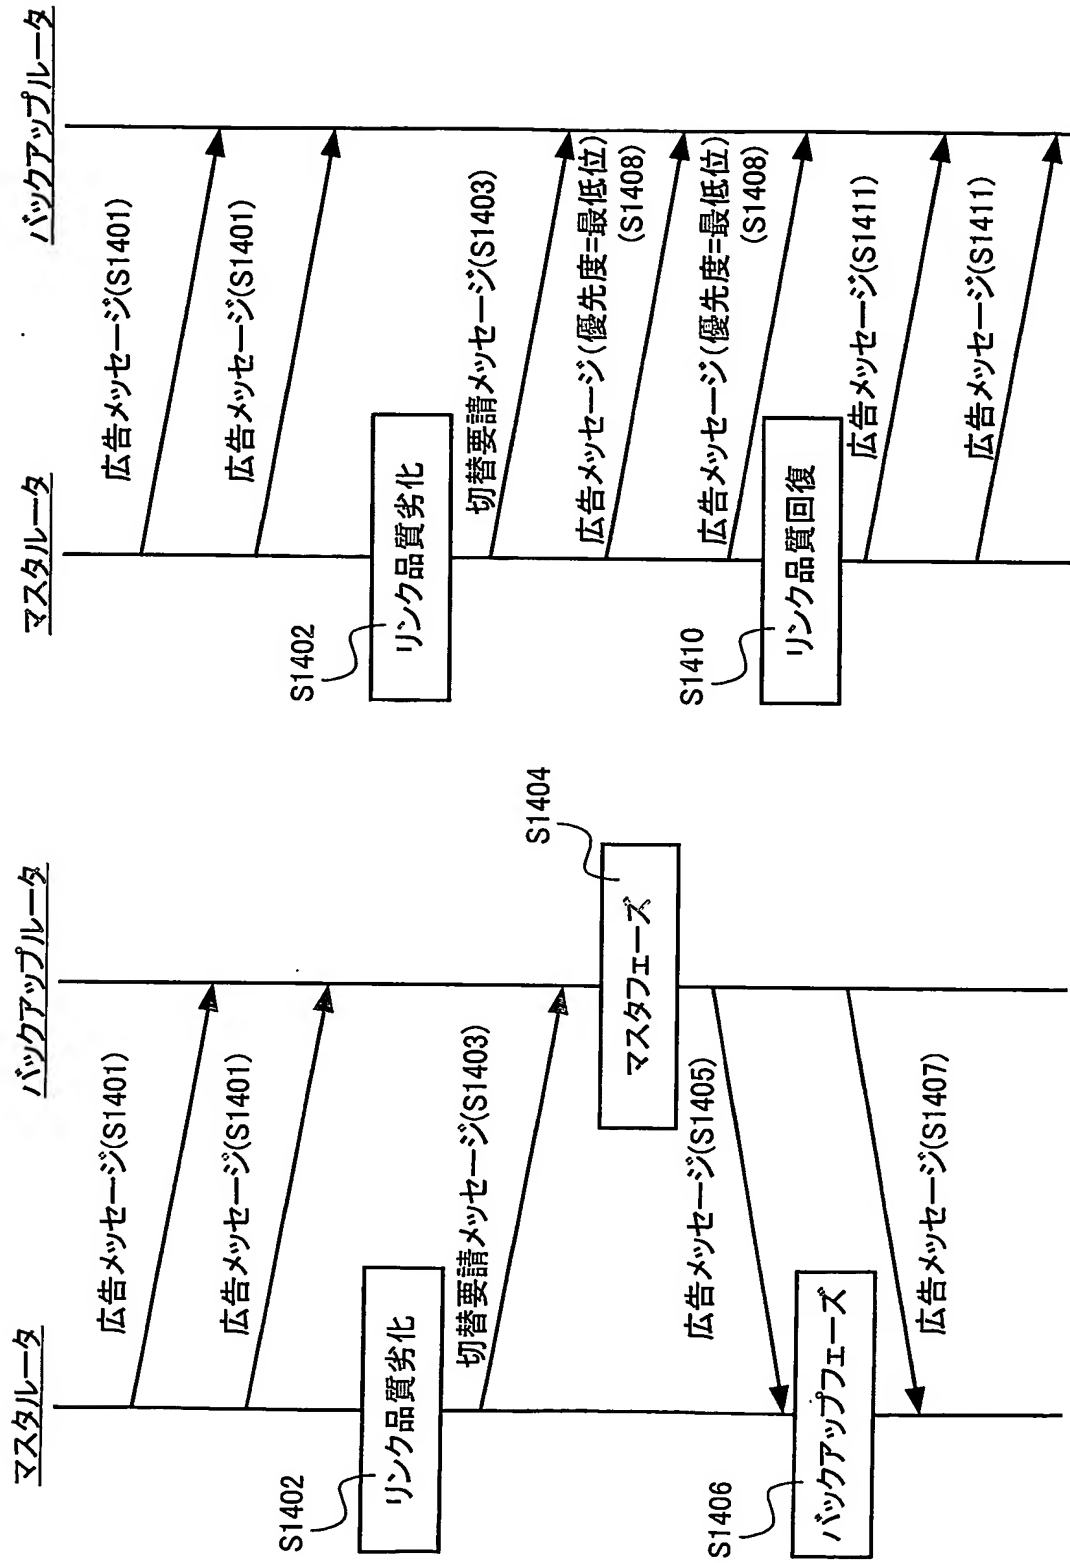 マスタルータ
バックアップルータ
広告メッセージ(S1401)
広告メッセージ(S1401)
S1402
リンク品質劣化
切替要請メッセージ(S1403)
マスタフェーズ
S1404
広告メッセージ(S1405)
S1406
バックアップフェーズ
広告メッセージ(S1407)
マスタルータ
バックアップルータ
広告メッセージ(S1401)
広告メッセージ(S1401)
S1402
リンク品質劣化
切替要請メッセージ(S1403)
広告メッセージ(優先度=最低位)
(S1408)
広告メッセージ(優先度=最低位)
(S1408)
S1410
リンク品質回復
広告メッセージ(S1411)
広告メッセージ(S1411)